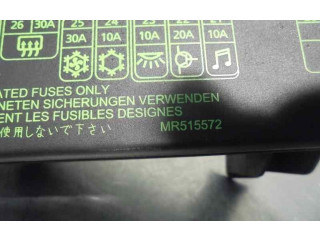 26 30A
25 24 23 22 21
30A 10A 10A 10A 10A
ATED FUSES ONLY
NETEN SICHERUNGEN VERWENDEN
ENT LES FUSIBLES DESIGNES
使用しないで下さい MR515572